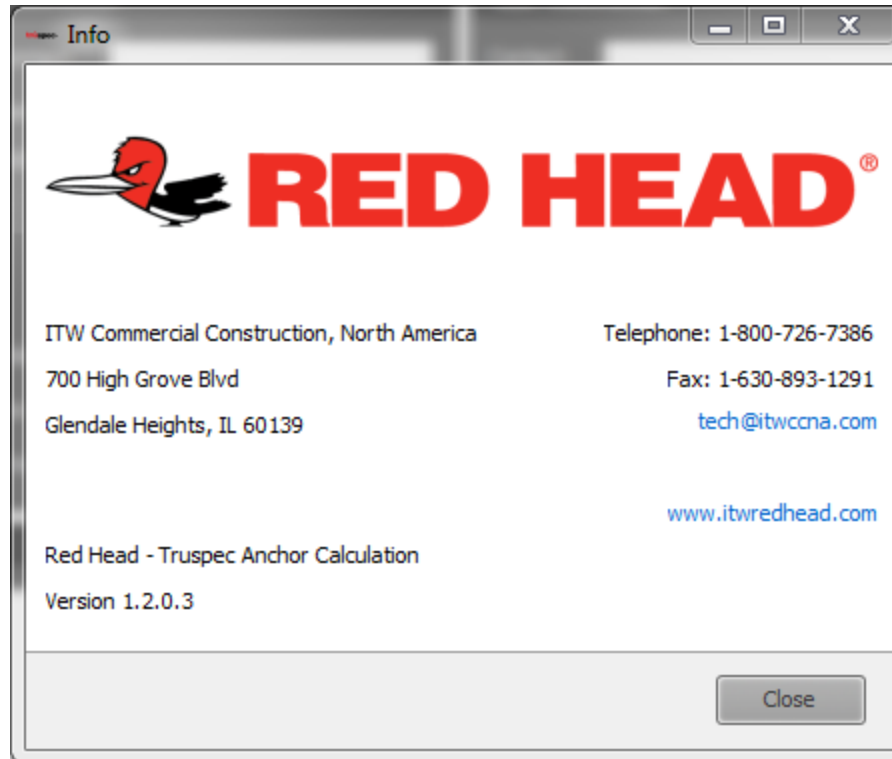 Info
RED HEAD®
ITW Commercial Construction, North America
700 High Grove Blvd
Glendale Heights, IL 60139
Telephone: 1-800-726-7386
Fax: 1-630-893-1291
tech@itwccna.com
www.itwredhead.com
Red Head - Truspec Anchor Calculation
Version 1.2.0.3
Close